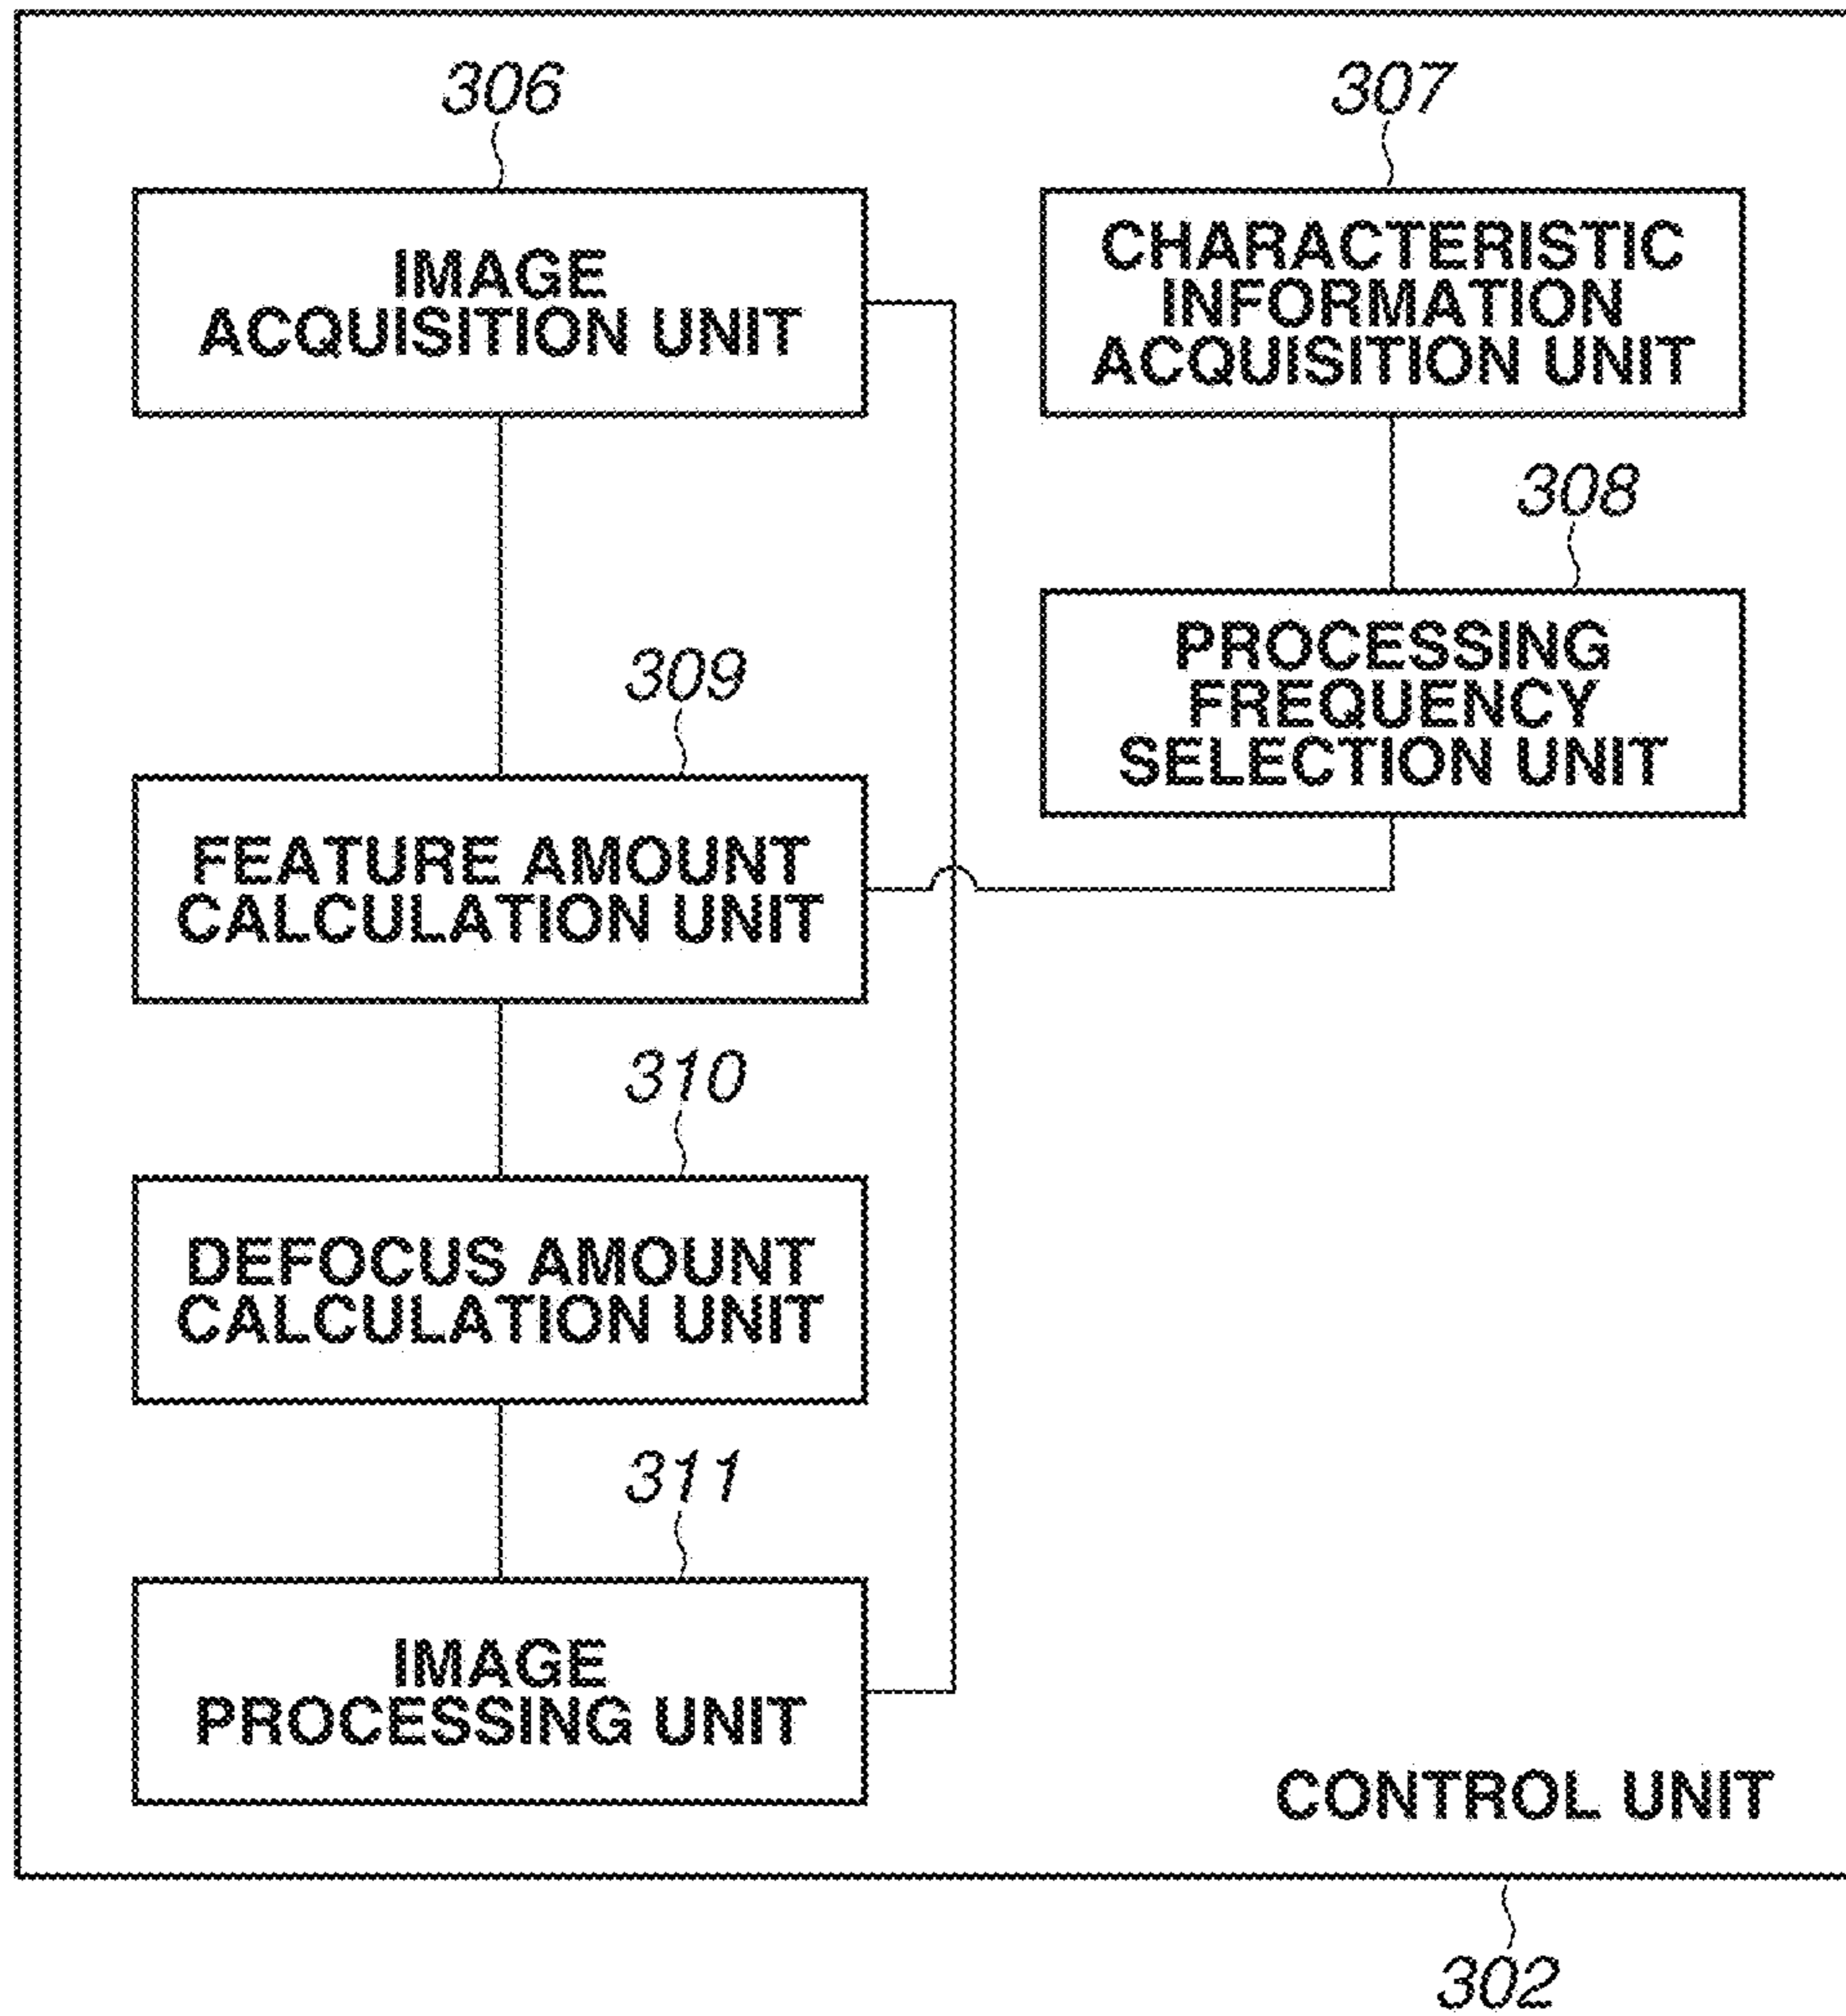 306
307
IMAGE
ACQUISITION UNIT
CHARACTERISTIC
INFORMATION
ACQUISITION UNIT
308
PROCESSING
FREQUENCY
SELECTION UNIT
309
FEATURE AMOUNT
CALCULATION UNIT
310
DEFOCUS AMOUNT
CALCULATION UNIT
311
IMAGE
PROCESSING UNIT
CONTROL UNIT
302